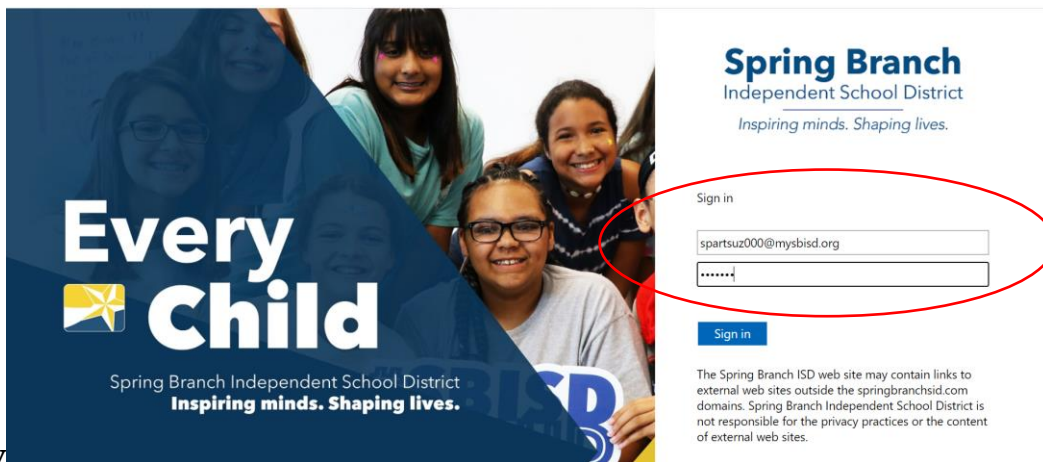 Spring Branch
Independent School District
Inspiring minds. Shaping lives.
Sign in
spartsuz000@mysbisd.org
•••••••
Sign in
The Spring Branch ISD web site may contain links to
external web sites outside the springbranchsid.com
domains. Spring Branch Independent School District is
not responsible for the privacy practices or the content
of external web sites.
Every
Child
Spring Branch Independent School District
Inspiring minds. Shaping lives.
SBISD